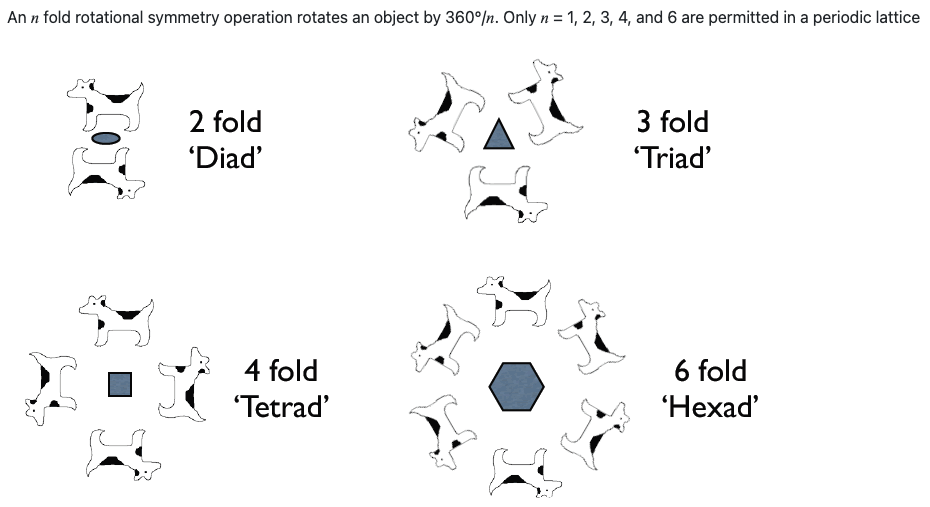 An n fold rotational symmetry operation rotates an object by 360°/n. Only n = 1, 2, 3, 4, and 6 are permitted in a periodic lattice
2 fold
‘Diad’
3 fold
‘Triad’
4 fold
‘Tetrad’
6 fold
‘Hexad’